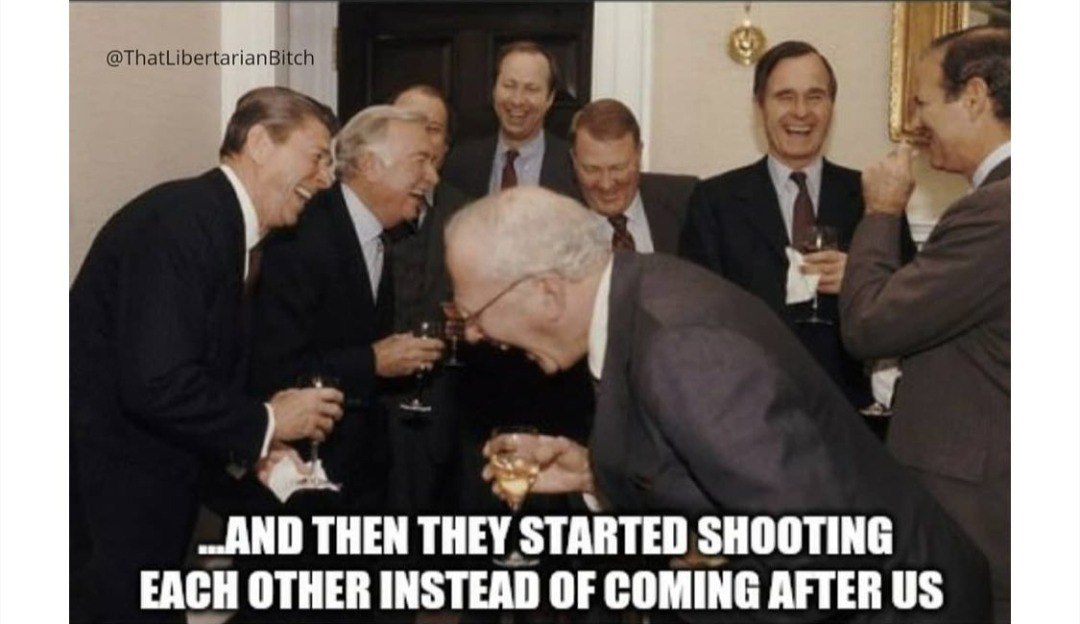 @ThatLibertarianBitch
...AND THEN THEY STARTED SHOOTING
EACH OTHER INSTEAD OF COMING AFTER US